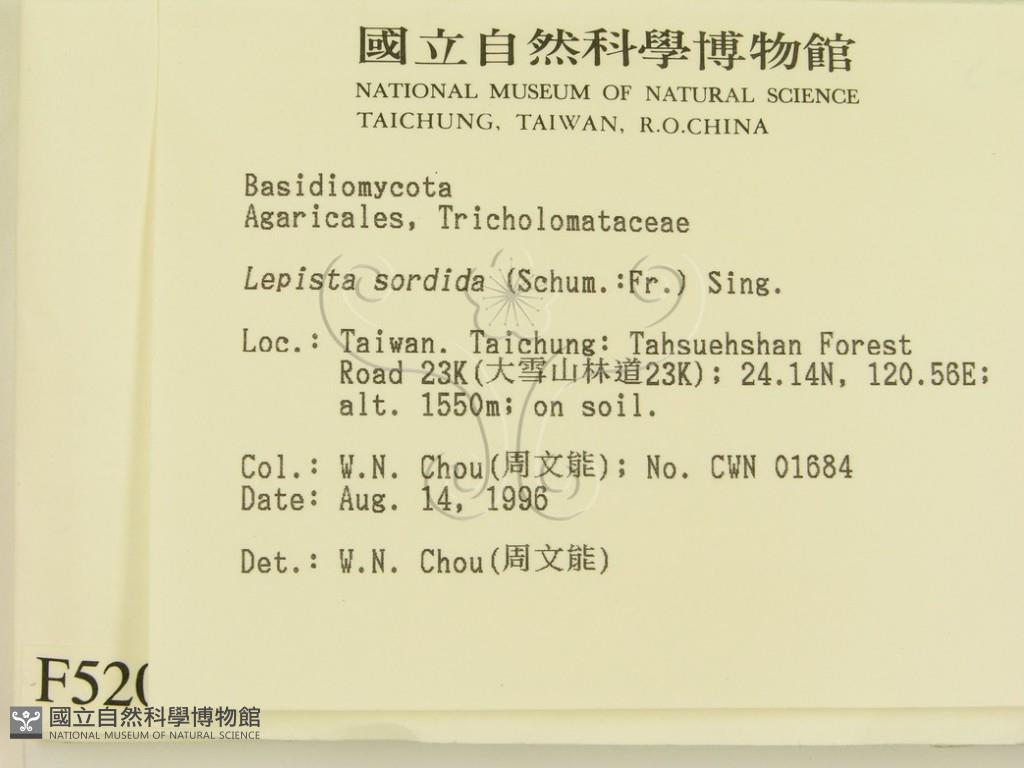 國立自然科學博物館
NATIONAL MUSEUM OF NATURAL SCIENCE
TAICHUNG, TAIWAN, R.O.CHINA
Basidiomycota
Agaricales, Tricholomataceae
Lepista sordida (Schum.:Fr.) Sing.
Loc.: Taiwan. Taichung: Tahsuehshan Forest
Road 23K(大雪山林道23K); 24.14N, 120.56E;
alt. 1550m; on soil.
Col.: W.N. Chou(周文能); No. CWN 01684
Date: Aug. 14, 1996
Det.: W.N. Chou(周文能)
F520
國立自然科學博物館
NATIONAL MUSEUM OF NATURAL SCIENCE